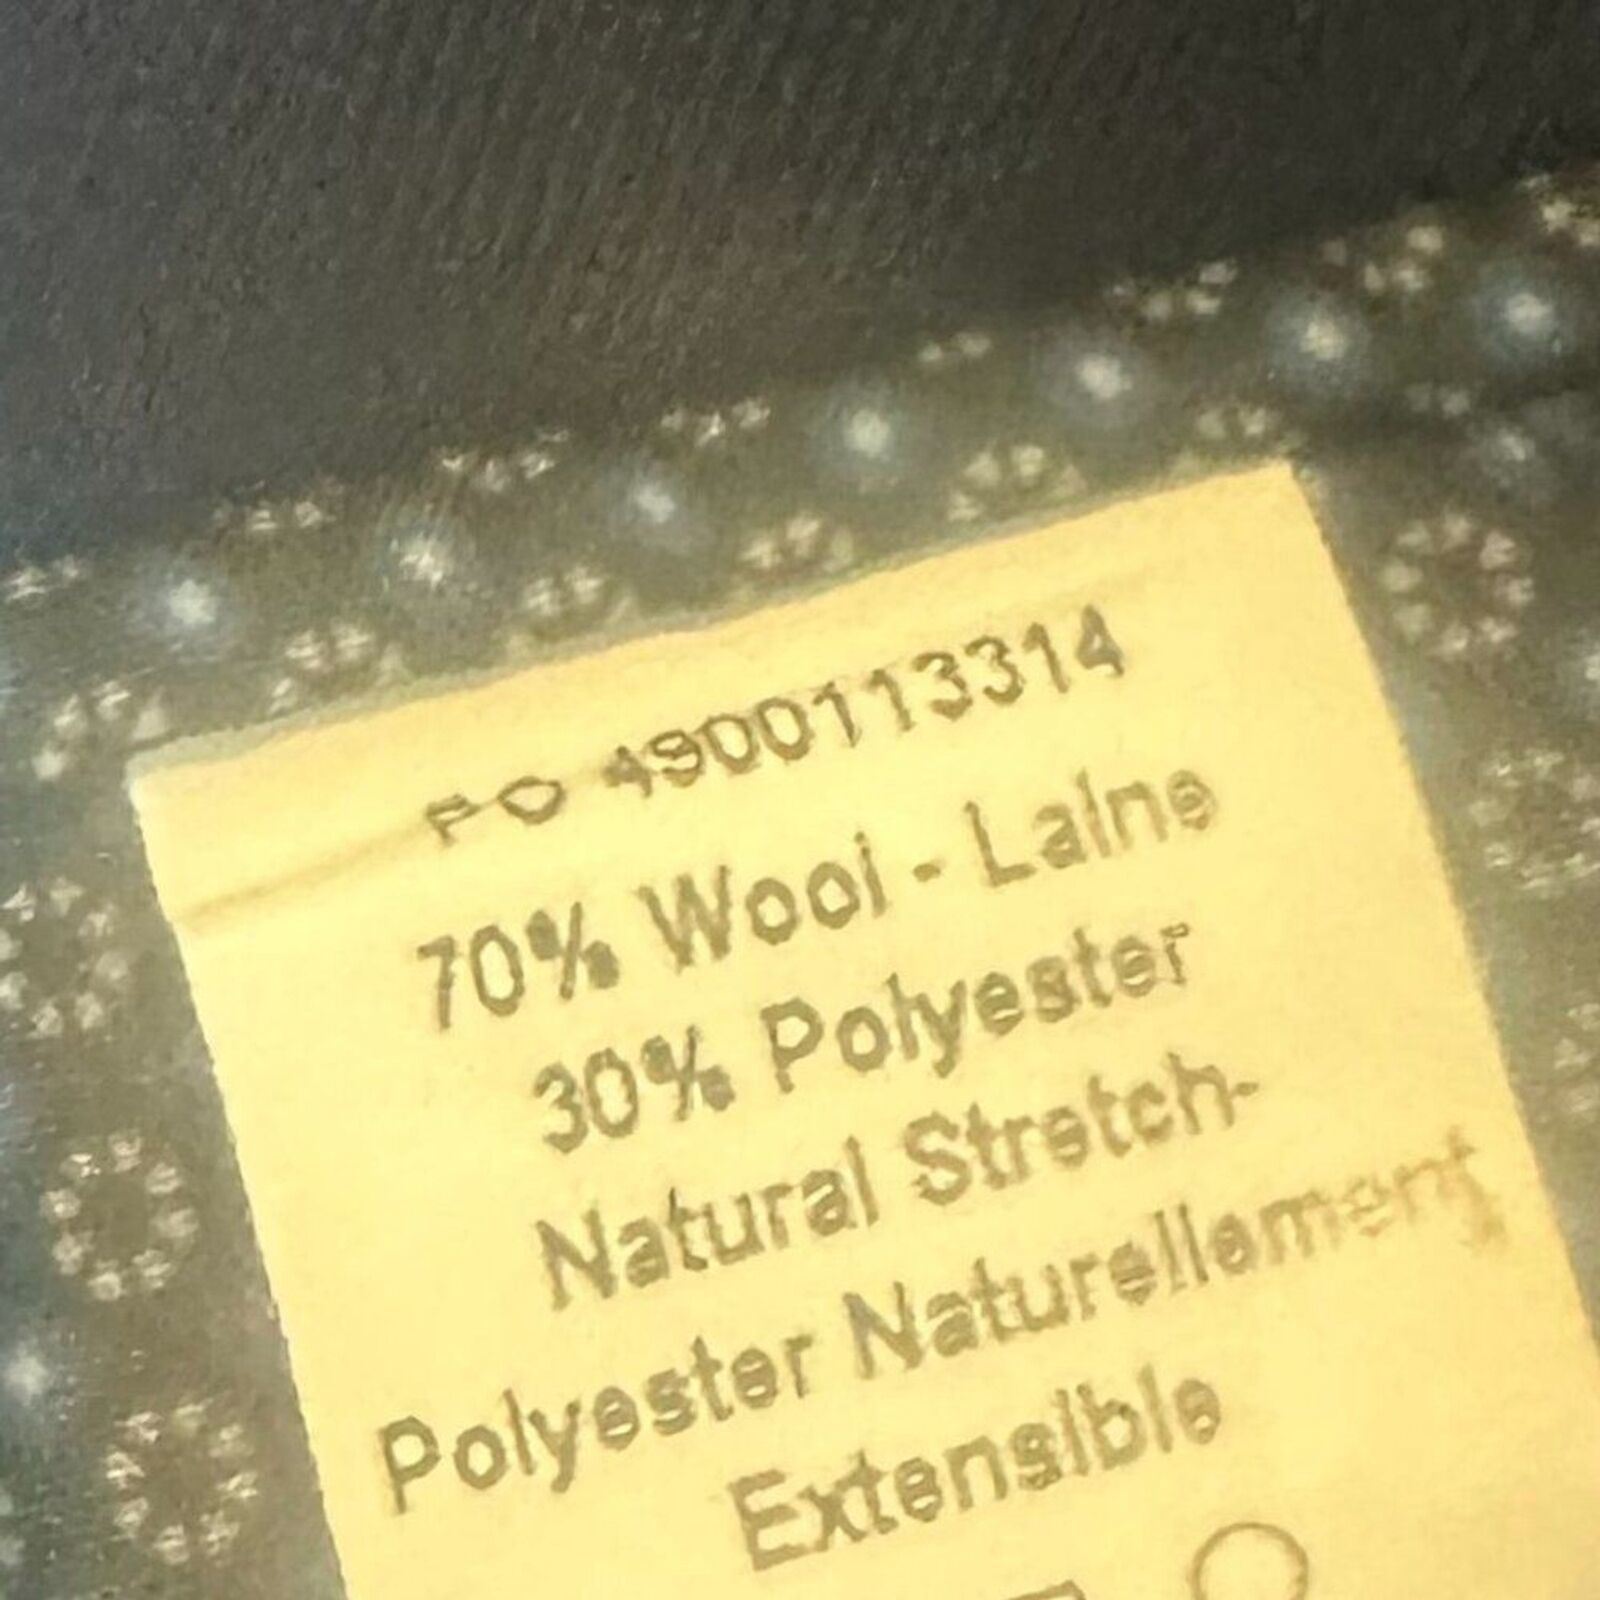 PO 4900113314
70% Wool - Laine
30% Polyester
Natural Stretch-
Polyester Naturellement
Extensible